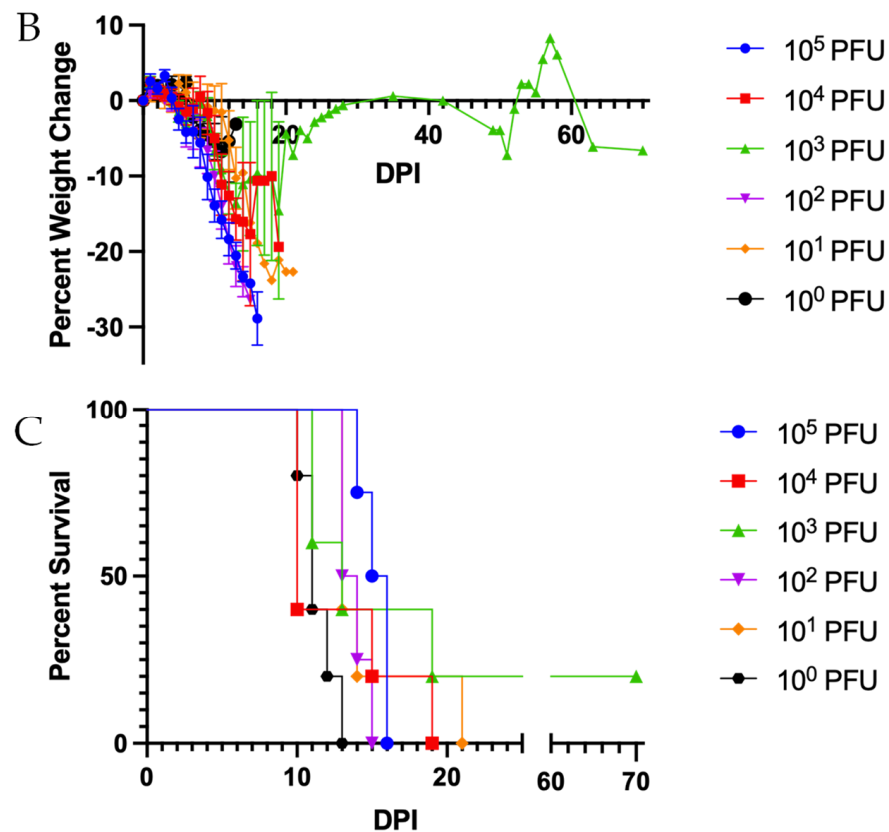 B
Percent Weight Change
10
0
-10
-20
-30
20
40
60
DPI
10⁵ PFU
10⁴ PFU
10³ PFU
10² PFU
10¹ PFU
10⁰ PFU
C
Percent Survival
100
50
0
0
10
20
60
70
DPI
10⁵ PFU
10⁴ PFU
10³ PFU
10² PFU
10¹ PFU
10⁰ PFU